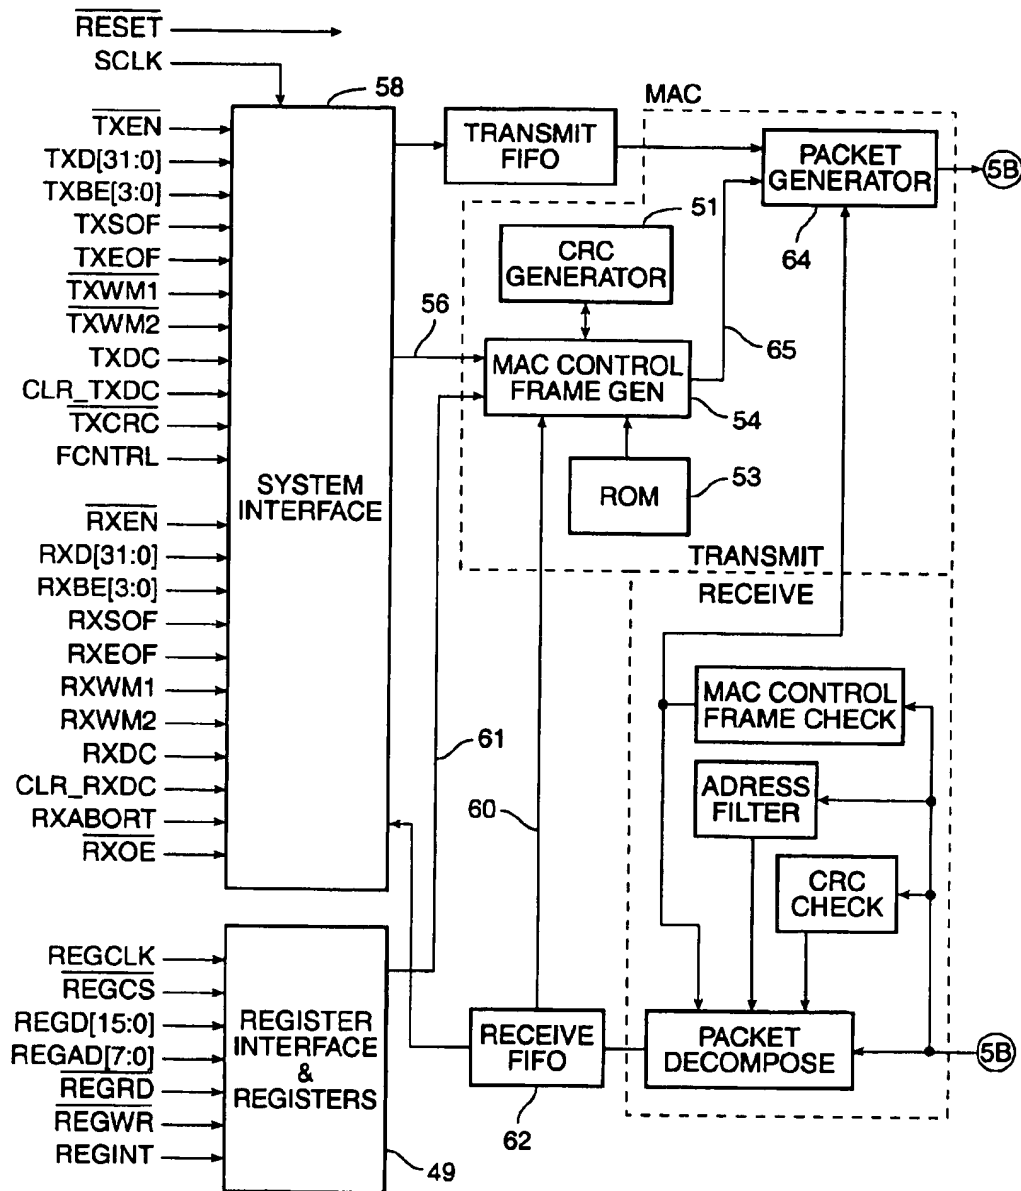 RESET
SCLK
58
MAC
TXEN
TXD[31:0]
TXBE[3:0]
TXSOF
TXEOF
TXWM1
TXWM2
TXDC
CLR_TXDC
TXCRC
FCNTRL
RXEN
RXD[31:0]
RXBE[3:0]
RXSOF
RXEOF
RXWM1
RXWM2
RXDC
CLR_RXDC
RXABORT
RXOE
SYSTEM
INTERFACE
TRANSMIT
FIFO
PACKET
GENERATOR
5B
64
51
CRC
GENERATOR
56
65
MAC CONTROL
FRAME GEN
54
ROM
53
TRANSMIT
RECEIVE
MAC CONTROL
FRAME CHECK
ADRESS
FILTER
CRC
CHECK
61
60
REGCLK
REGCS
REGD[15:0]
REGAD[7:0]
REGRD
REGWR
REGINT
REGISTER
INTERFACE
&
REGISTERS
49
RECEIVE
FIFO
62
PACKET
DECOMPOSE
5B